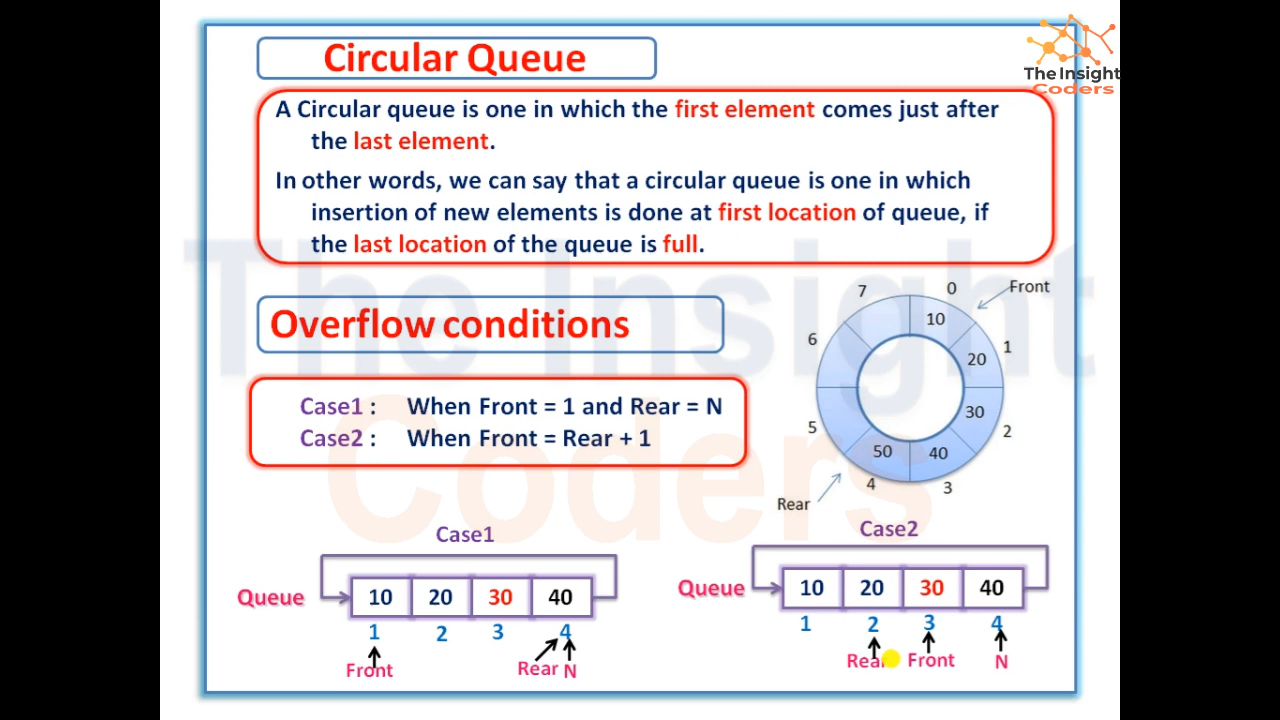 Circular Queue
The Insight
Coders
A Circular queue is one in which the first element comes just after
the last element.
In other words, we can say that a circular queue is one in which
insertion of new elements is done at first location of queue, if
the last location of the queue is full.
The Insight
Coders
Overflow conditions
Case1 : When Front = 1 and Rear = N
Case2 : When Front = Rear + 1
7 0 Front
10
6 1
20
30
5 2
50 40
4 3
Rear
Case1
Queue 10 20 30 40
1 2 3 4
Front Rear N
Case2
Queue 10 20 30 40
1 2 3 4
Rear Front N